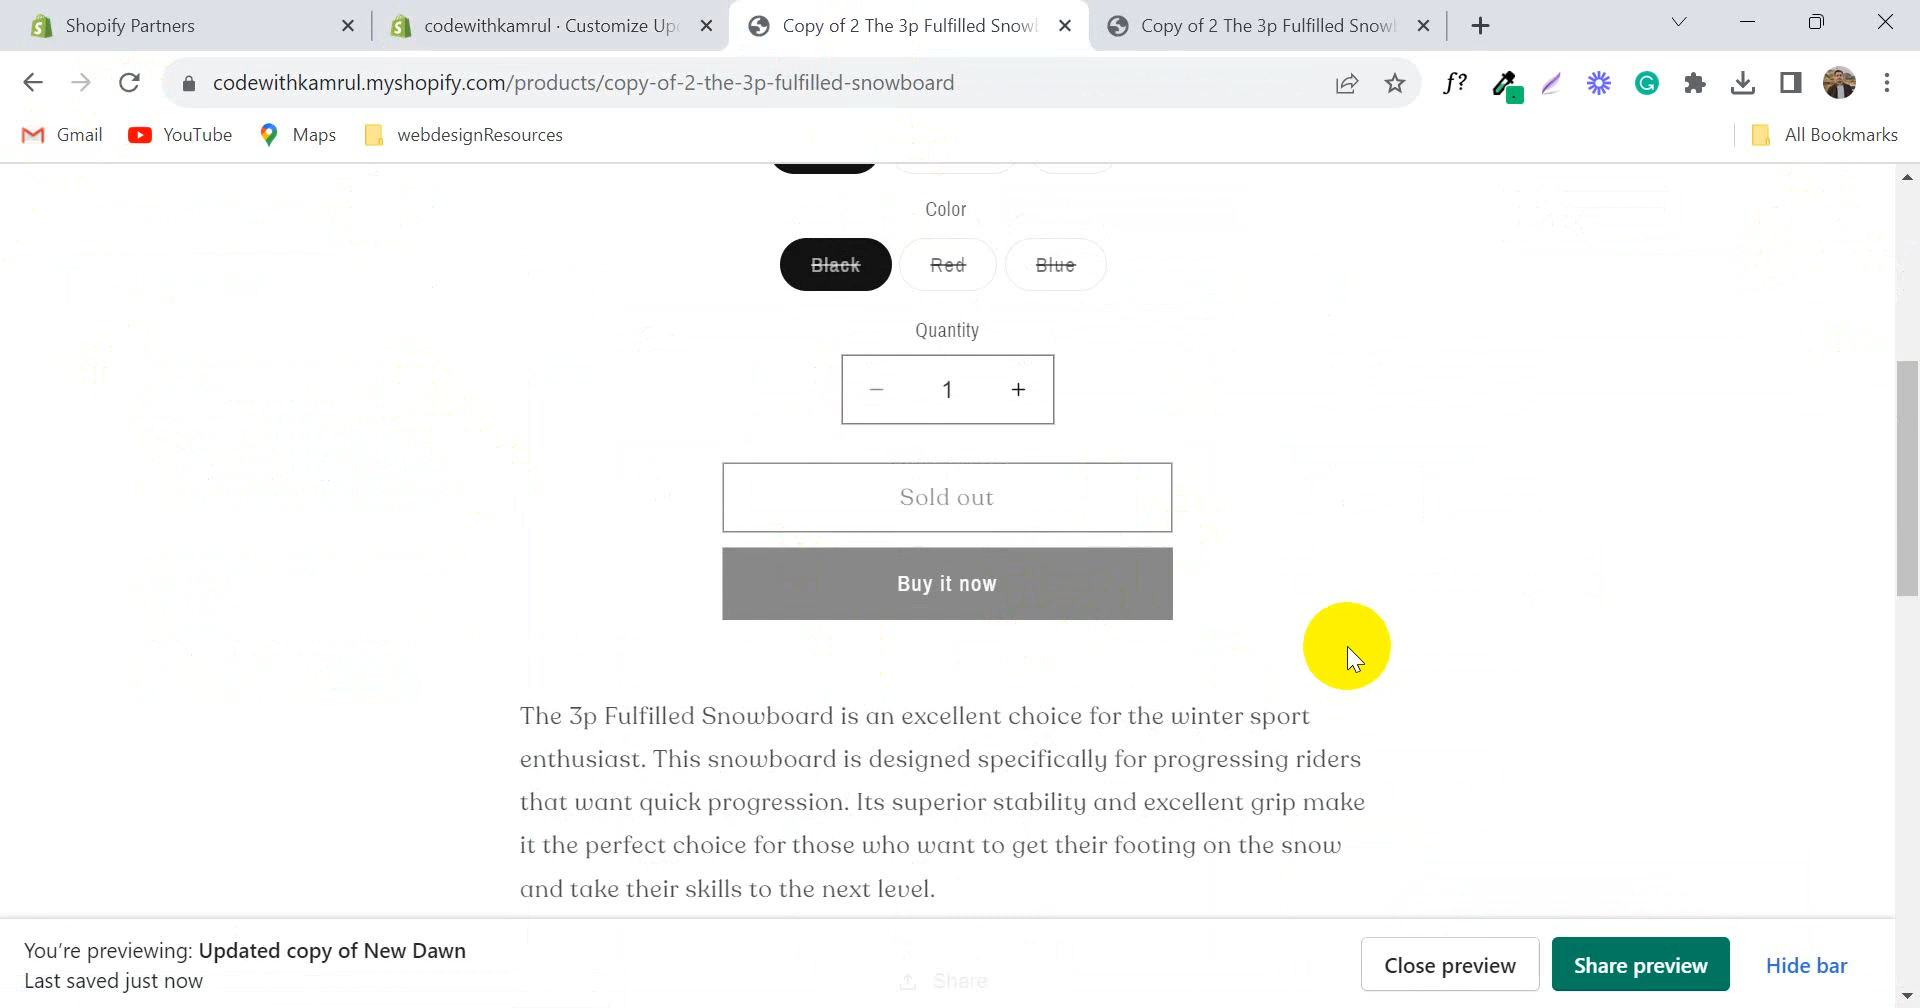 Shopify Partners
codewithkamrul · Customize Up
Copy of 2 The 3p Fulfilled Snow
Copy of 2 The 3p Fulfilled Snow
codewithkamrul.myshopify.com/products/copy-of-2-the-3p-fulfilled-snowboard
f?
Gmail
YouTube
Maps
webdesignResources
All Bookmarks
Color
Black
Red
Blue
Quantity
− 1 +
Sold out
Buy it now
The 3p Fulfilled Snowboard is an excellent choice for the winter sport
enthusiast. This snowboard is designed specifically for progressing riders
that want quick progression. Its superior stability and excellent grip make
it the perfect choice for those who want to get their footing on the snow
and take their skills to the next level.
Share
You're previewing: Updated copy of New Dawn
Last saved just now
Close preview
Share preview
Hide bar